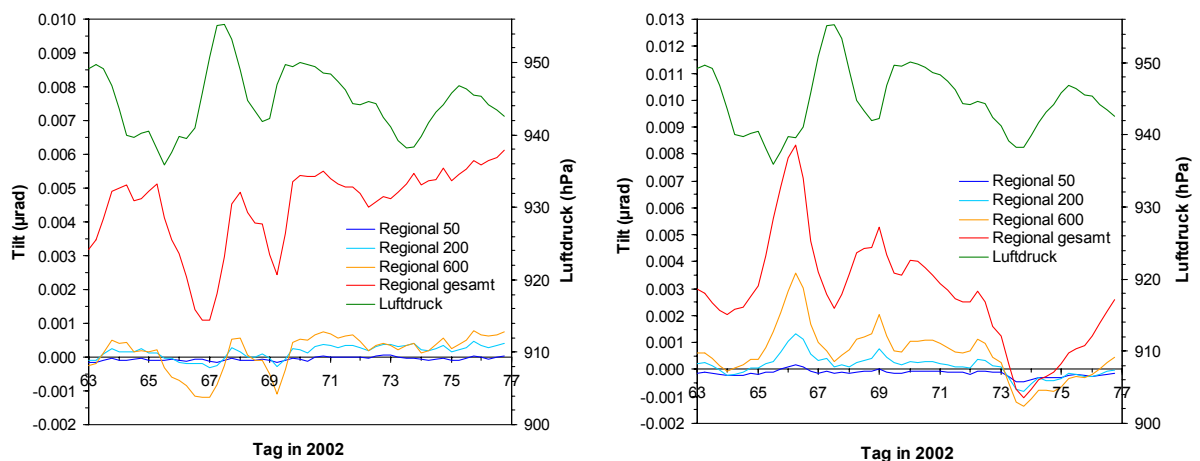 0.010
0.009
0.008
0.007
0.006
0.005
0.004
0.003
0.002
0.001
0.000
-0.001
-0.002
Tilt (µrad)
63 65 67 69 71 73 75 77
Tag in 2002
950
940
930
920
910
900
Luftdruck (hPa)
Regional 50
Regional 200
Regional 600
Regional gesamt
Luftdruck
0.013
0.012
0.011
0.010
0.009
0.008
0.007
0.006
0.005
0.004
0.003
0.002
0.001
0.000
-0.001
-0.002
Tilt (µrad)
63 65 67 69 71 73 75 77
Tag in 2002
950
940
930
920
910
900
Luftdruck (hPa)
Regional 50
Regional 200
Regional 600
Regional gesamt
Luftdruck